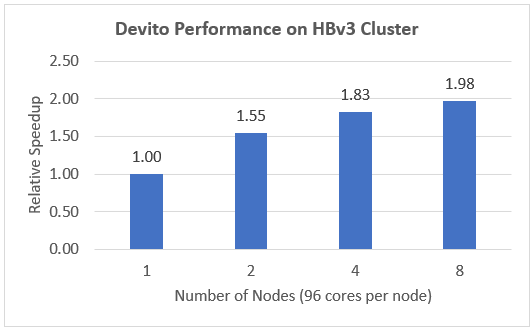 Devito Performance on HBv3 Cluster
2.50
2.00
1.50
1.00
0.50
0.00
Relative Speedup
1.00
1.55
1.83
1.98
1 2 4 8
Number of Nodes (96 cores per node)